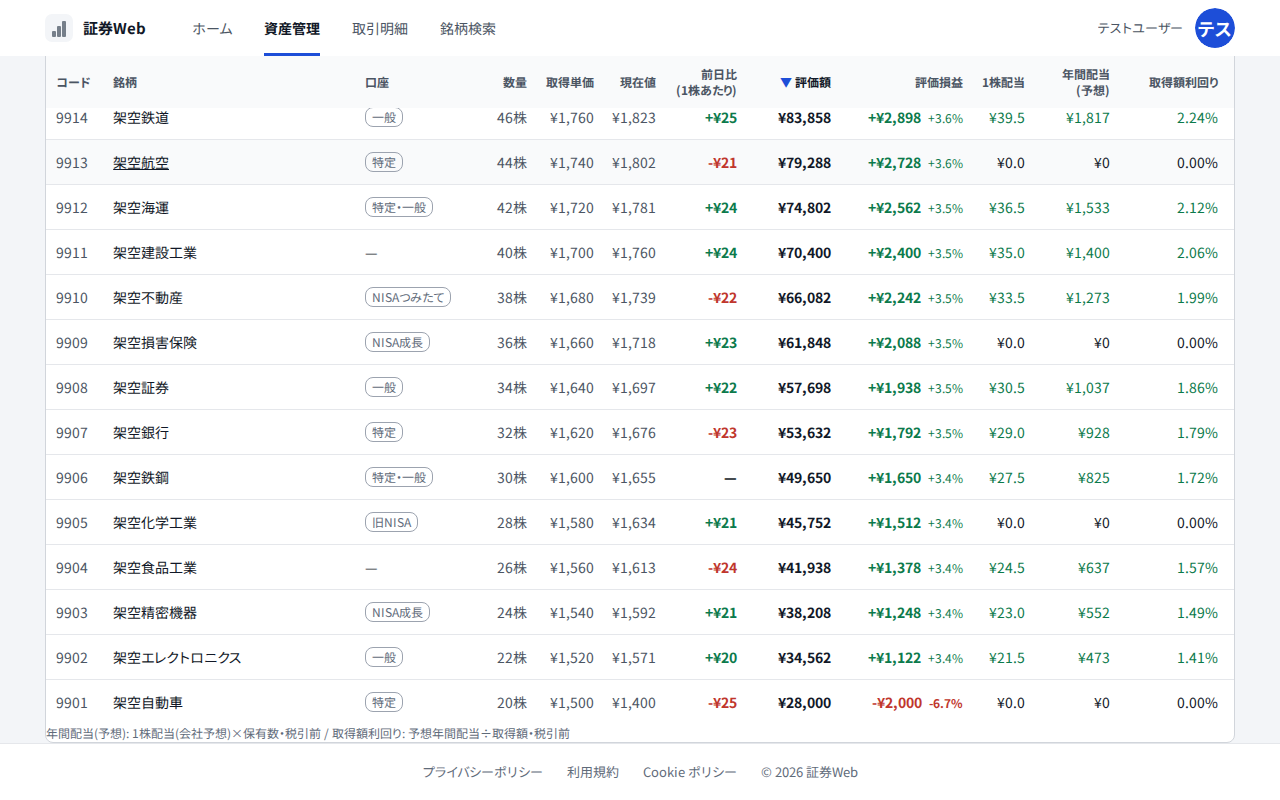 証券Web ホーム 資産管理 取引明細 銘柄検索 テストユーザー テス
コード 銘柄 口座 数量 取得単価 現在値 前日比 (1株あたり) ▼評価額 評価損益 1株配当 年間配当 (予想) 取得額利回り
9914 架空鉄道 一般 46株 ¥1,760 ¥1,823 +¥25 ¥83,858 +¥2,898 +3.6% ¥39.5 ¥1,817 2.24%
9913 架空航空 特定 44株 ¥1,740 ¥1,802 -¥21 ¥79,288 +¥2,728 +3.6% ¥0.0 ¥0 0.00%
9912 架空海運 特定・一般 42株 ¥1,720 ¥1,781 +¥24 ¥74,802 +¥2,562 +3.5% ¥36.5 ¥1,533 2.12%
9911 架空建設工業 — 40株 ¥1,700 ¥1,760 +¥24 ¥70,400 +¥2,400 +3.5% ¥35.0 ¥1,400 2.06%
9910 架空不動産 NISAつみたて 38株 ¥1,680 ¥1,739 -¥22 ¥66,082 +¥2,242 +3.5% ¥33.5 ¥1,273 1.99%
9909 架空損害保険 NISA成長 36株 ¥1,660 ¥1,718 +¥23 ¥61,848 +¥2,088 +3.5% ¥0.0 ¥0 0.00%
9908 架空証券 一般 34株 ¥1,640 ¥1,697 +¥22 ¥57,698 +¥1,938 +3.5% ¥30.5 ¥1,037 1.86%
9907 架空銀行 特定 32株 ¥1,620 ¥1,676 -¥23 ¥53,632 +¥1,792 +3.5% ¥29.0 ¥928 1.79%
9906 架空鉄鋼 特定・一般 30株 ¥1,600 ¥1,655 — ¥49,650 +¥1,650 +3.4% ¥27.5 ¥825 1.72%
9905 架空化学工業 旧NISA 28株 ¥1,580 ¥1,634 +¥21 ¥45,752 +¥1,512 +3.4% ¥0.0 ¥0 0.00%
9904 架空食品工業 — 26株 ¥1,560 ¥1,613 -¥24 ¥41,938 +¥1,378 +3.4% ¥24.5 ¥637 1.57%
9903 架空精密機器 NISA成長 24株 ¥1,540 ¥1,592 +¥21 ¥38,208 +¥1,248 +3.4% ¥23.0 ¥552 1.49%
9902 架空エレクトロニクス 一般 22株 ¥1,520 ¥1,571 +¥20 ¥34,562 +¥1,122 +3.4% ¥21.5 ¥473 1.41%
9901 架空自動車 特定 20株 ¥1,500 ¥1,400 -¥25 ¥28,000 -¥2,000 -6.7% ¥0.0 ¥0 0.00%
年間配当(予想): 1株配当(会社予想)×保有数・税引前 / 取得額利回り: 予想年間配当÷取得額・税引前
プライバシーポリシー 利用規約 Cookie ポリシー © 2026 証券Web